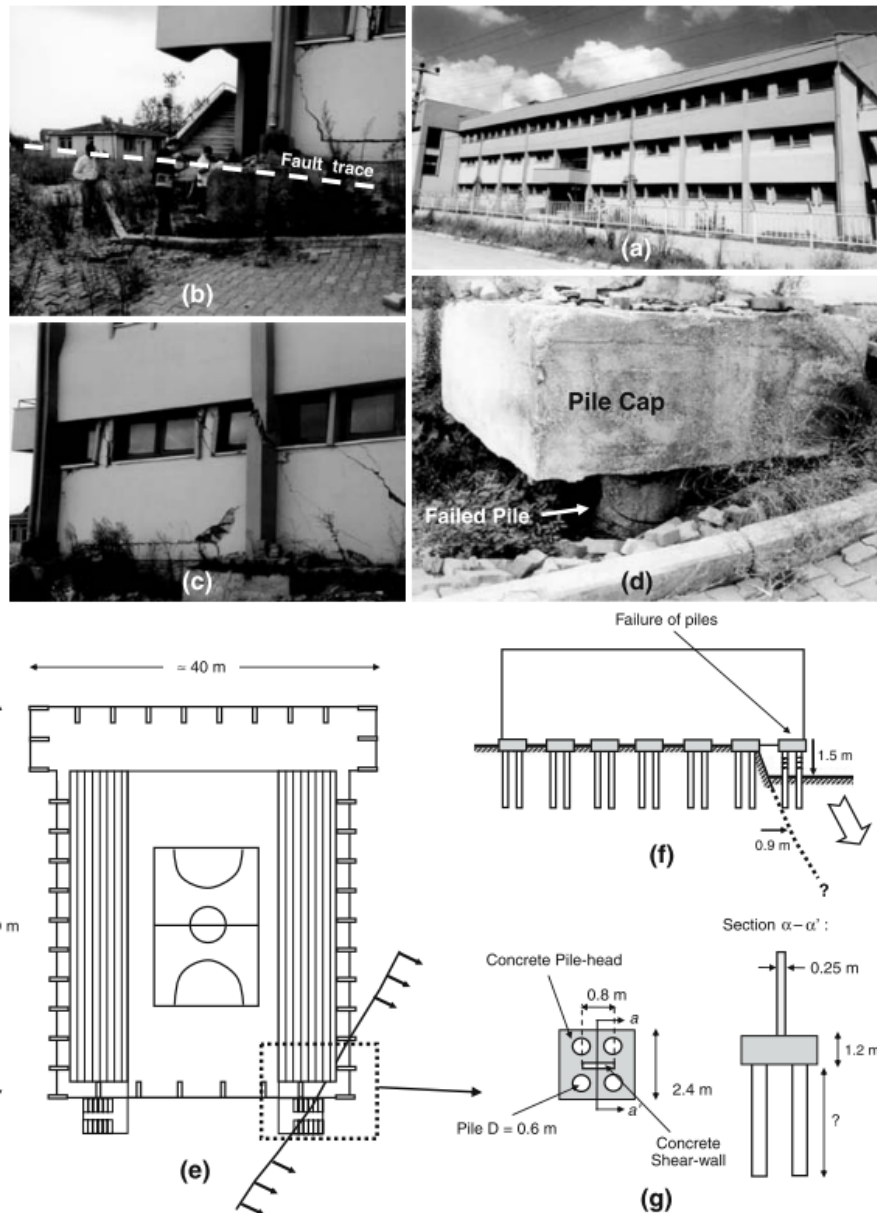 Fault trace
(b)
(a)
(c)
Pile Cap
Failed Pile
(d)
≃ 40 m
m
(e)
Failure of piles
1.5 m
0.9 m
?
(f)
Section α–α' :
Concrete Pile-head
0.8 m
a
a'
2.4 m
Pile D = 0.6 m
Concrete
Shear-wall
0.25 m
1.2 m
?
(g)